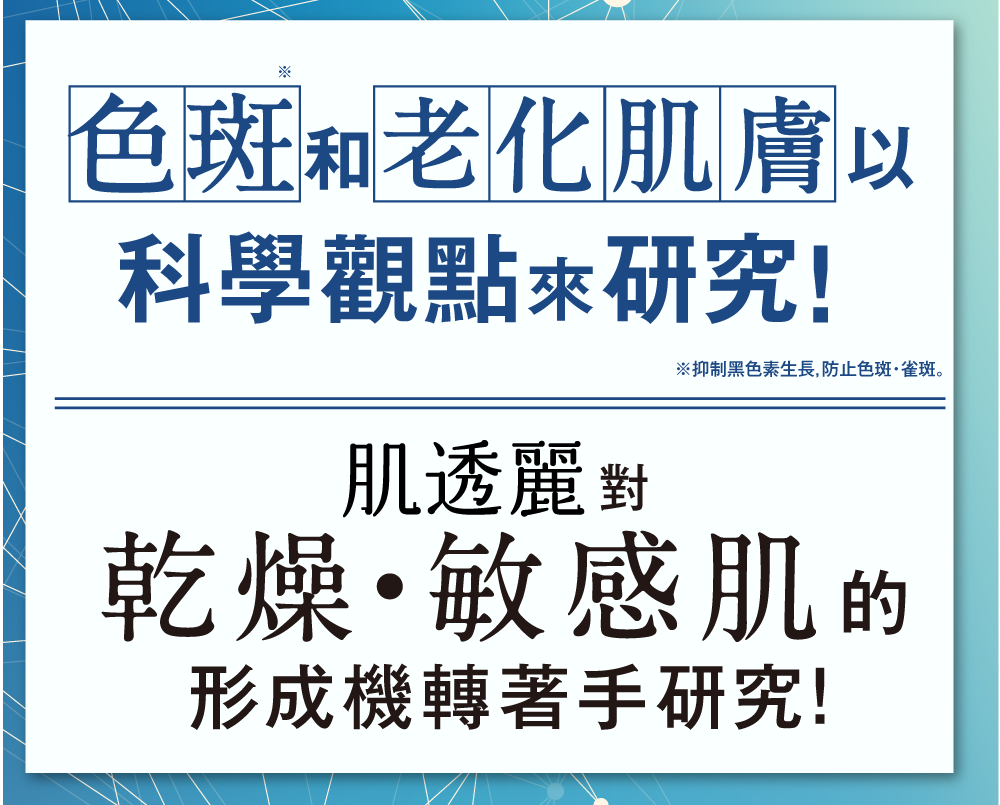 色斑※和老化肌膚以
科學觀點來研究!
※抑制黑色素生長,防止色斑・雀斑。
肌透麗對
乾燥・敏感肌的
形成機轉著手研究!